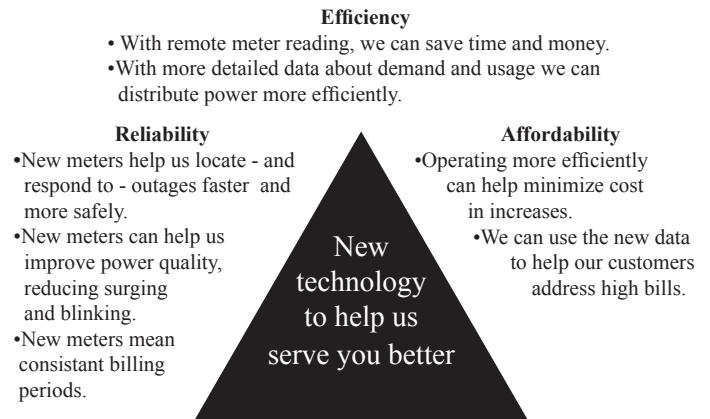 Efficiency
• With remote meter reading, we can save time and money.
•With more detailed data about demand and usage we can
distribute power more efficiently.
Reliability
•New meters help us locate - and
respond to - outages faster and
more safely.
•New meters can help us
improve power quality,
reducing surging
and blinking.
•New meters mean
consistant billing
periods.
Affordability
•Operating more efficiently
can help minimize cost
in increases.
•We can use the new data
to help our customers
address high bills.
New
technology
to help us
serve you better